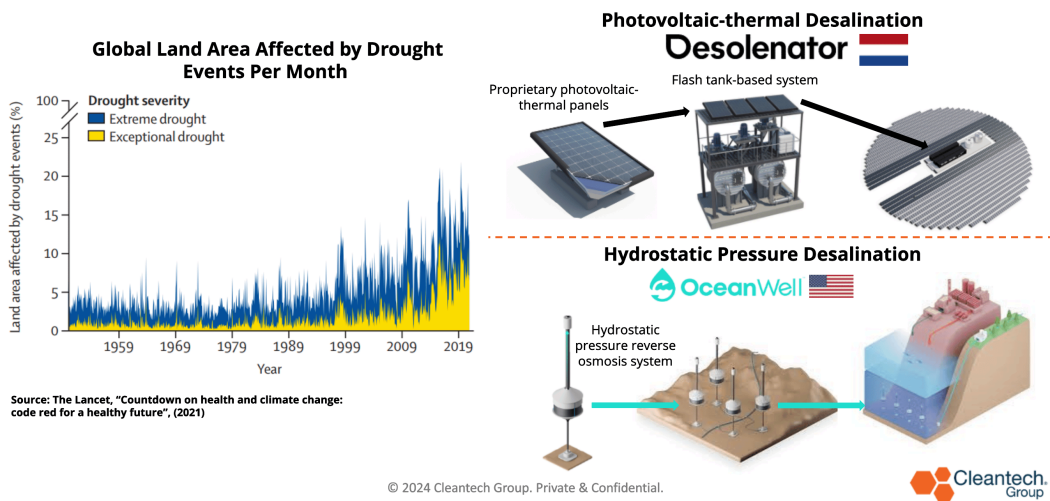 Global Land Area Affected by Drought
Events Per Month
Land area affected by drought events (%)
100
25
20
15
10
5
0
Drought severity
Extreme drought
Exceptional drought
1959
1969
1979
1989
1999
2009
2019
Year
Source: The Lancet, “Countdown on health and climate change:
code red for a healthy future”, (2021)
Photovoltaic-thermal Desalination
Desolenator
Proprietary photovoltaic-
thermal panels
Flash tank-based system
Hydrostatic Pressure Desalination
OceanWell
Hydrostatic
pressure reverse
osmosis system
© 2024 Cleantech Group. Private & Confidential.
Cleantech
Group